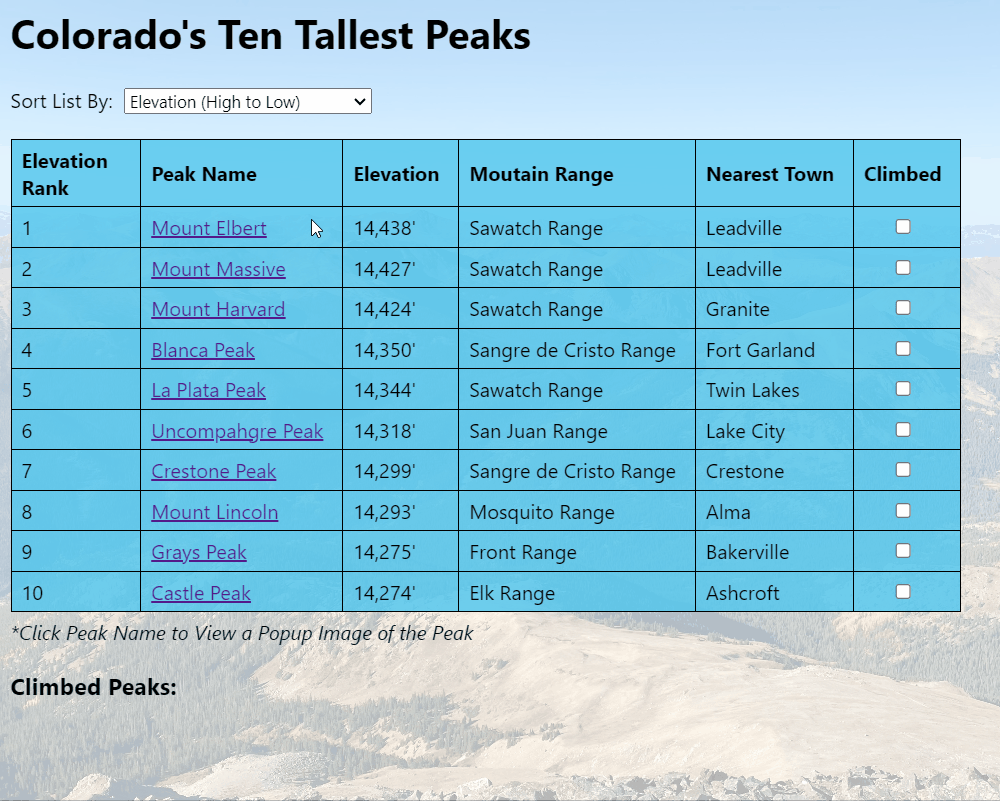 Colorado's Ten Tallest Peaks
Sort List By: Elevation (High to Low)
Elevation Rank Peak Name Elevation Moutain Range Nearest Town Climbed
1 Mount Elbert 14,438' Sawatch Range Leadville
2 Mount Massive 14,427' Sawatch Range Leadville
3 Mount Harvard 14,424' Sawatch Range Granite
4 Blanca Peak 14,350' Sangre de Cristo Range Fort Garland
5 La Plata Peak 14,344' Sawatch Range Twin Lakes
6 Uncompahgre Peak 14,318' San Juan Range Lake City
7 Crestone Peak 14,299' Sangre de Cristo Range Crestone
8 Mount Lincoln 14,293' Mosquito Range Alma
9 Grays Peak 14,275' Front Range Bakerville
10 Castle Peak 14,274' Elk Range Ashcroft
*Click Peak Name to View a Popup Image of the Peak
Climbed Peaks: